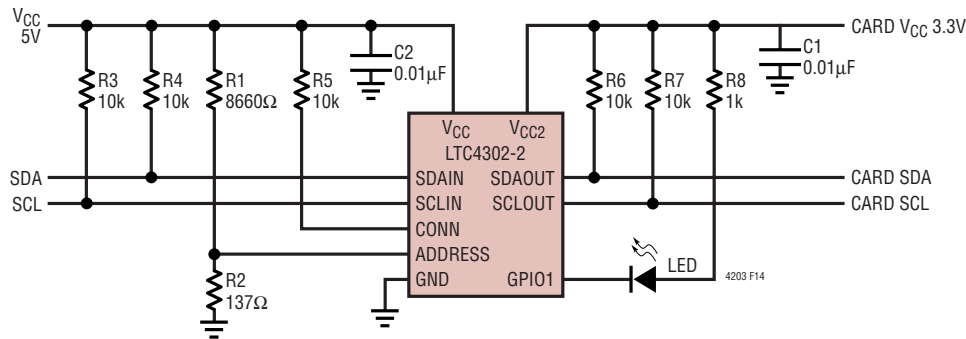 VCC
5V
CARD VCC 3.3V
R3
10k
R4
10k
R1
8660Ω
R5
10k
C2
0.01µF
R6
10k
R7
10k
R8
1k
C1
0.01µF
VCC
VCC2
LTC4302-2
SDA
SDAIN
SDAOUT
CARD SDA
SCL
SCLIN
SCLOUT
CARD SCL
CONN
ADDRESS
GND
GPIO1
LED
4203 F14
R2
137Ω